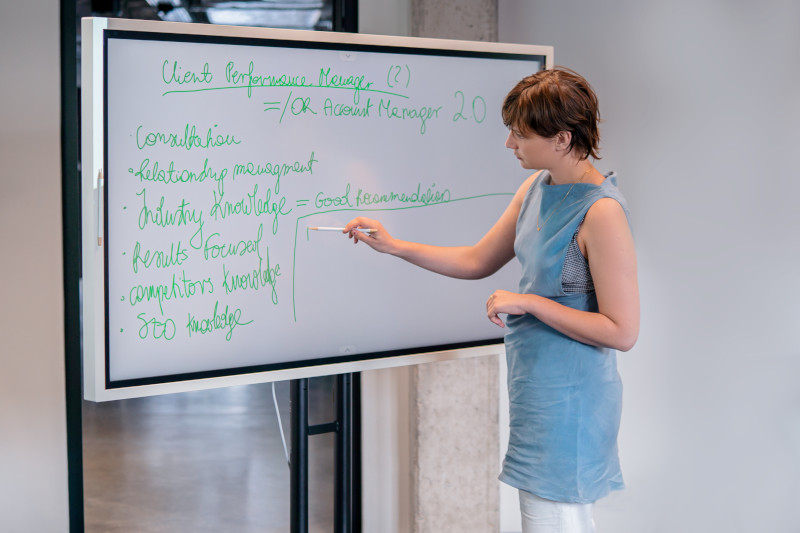 Client Performance Manager (?)
=/OR Account Manager 2.0
· Consultation
· Relationship managment
· Industry Knowledge = Good Recommendation
· Results Focused
· competitors Knowledge
· SEO Knowledge